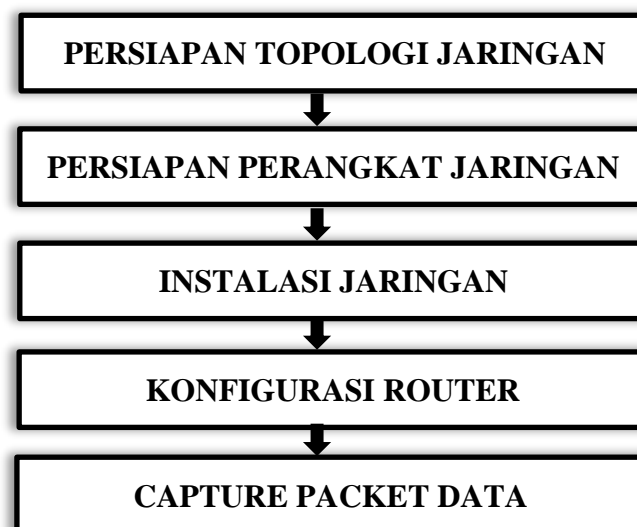 PERSIAPAN TOPOLOGI JARINGAN
PERSIAPAN PERANGKAT JARINGAN
INSTALASI JARINGAN
KONFIGURASI ROUTER
CAPTURE PACKET DATA